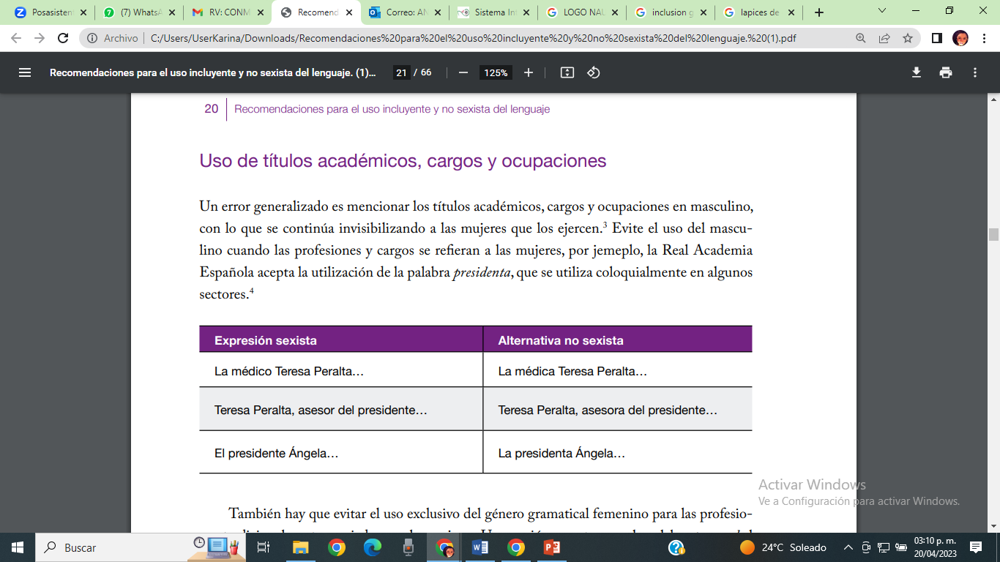 Posasisten
(7) WhatsA
RV: CONM
Recomend
Correo: AN
Sistema In
LOGO NAU
inclusion g
lapices de
Archivo
C:/Users/UserKarina/Downloads/Recomendaciones%20para%20el%20uso%20incluyente%20y%20no%20sexista%20del%20lenguaje.%20(1).pdf
Recomendaciones para el uso incluyente y no sexista del lenguaje. (1)...
21 / 66
125%
20 Recomendaciones para el uso incluyente y no sexista del lenguaje
Uso de títulos académicos, cargos y ocupaciones
Un error generalizado es mencionar los títulos académicos, cargos y ocupaciones en masculino,
con lo que se continúa invisibilizando a las mujeres que los ejercen.3 Evite el uso del mascu-
lino cuando las profesiones y cargos se refieran a las mujeres, por jemeplo, la Real Academia
Española acepta la utilización de la palabra presidenta, que se utiliza coloquialmente en algunos
sectores.4
Expresión sexista Alternativa no sexista
La médico Teresa Peralta… La médica Teresa Peralta…
Teresa Peralta, asesor del presidente… Teresa Peralta, asesora del presidente…
El presidente Ángela… La presidenta Ángela…
Activar Windows
Ve a Configuración para activar Windows.
También hay que evitar el uso exclusivo del género gramatical femenino para las profesio-
Buscar
24°C Soleado
03:10 p. m.
20/04/2023